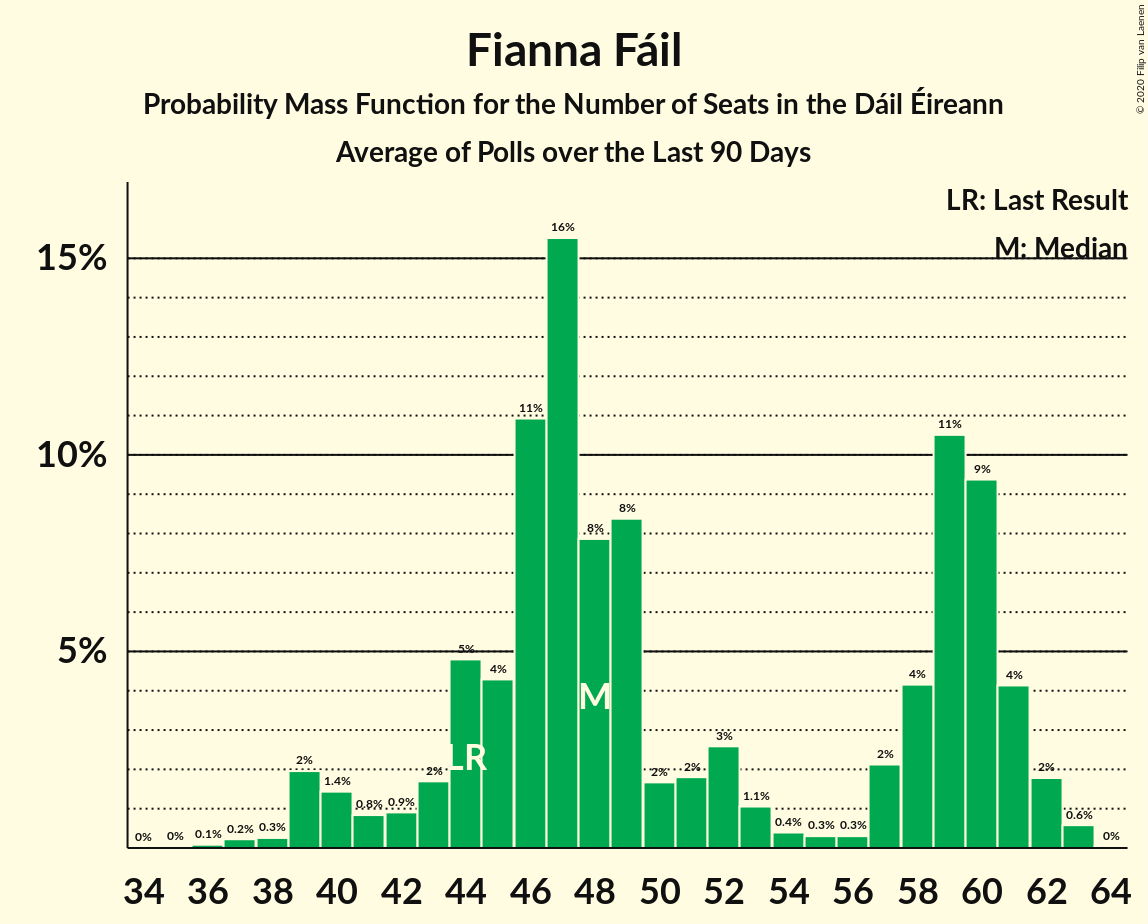 Fianna Fáil
Probability Mass Function for the Number of Seats in the Dáil Éireann
Average of Polls over the Last 90 Days
© 2020 Filip van Laenen
LR: Last Result
M: Median
15%
10%
5%
0% 0% 0.1% 0.2% 0.3% 2% 1.4% 0.8% 0.9% 2% 5% 4% 11% 16% 8% 8% 2% 2% 3% 1.1% 0.4% 0.3% 0.3% 2% 4% 11% 9% 4% 2% 0.6% 0%
LR M
34 36 38 40 42 44 46 48 50 52 54 56 58 60 62 64